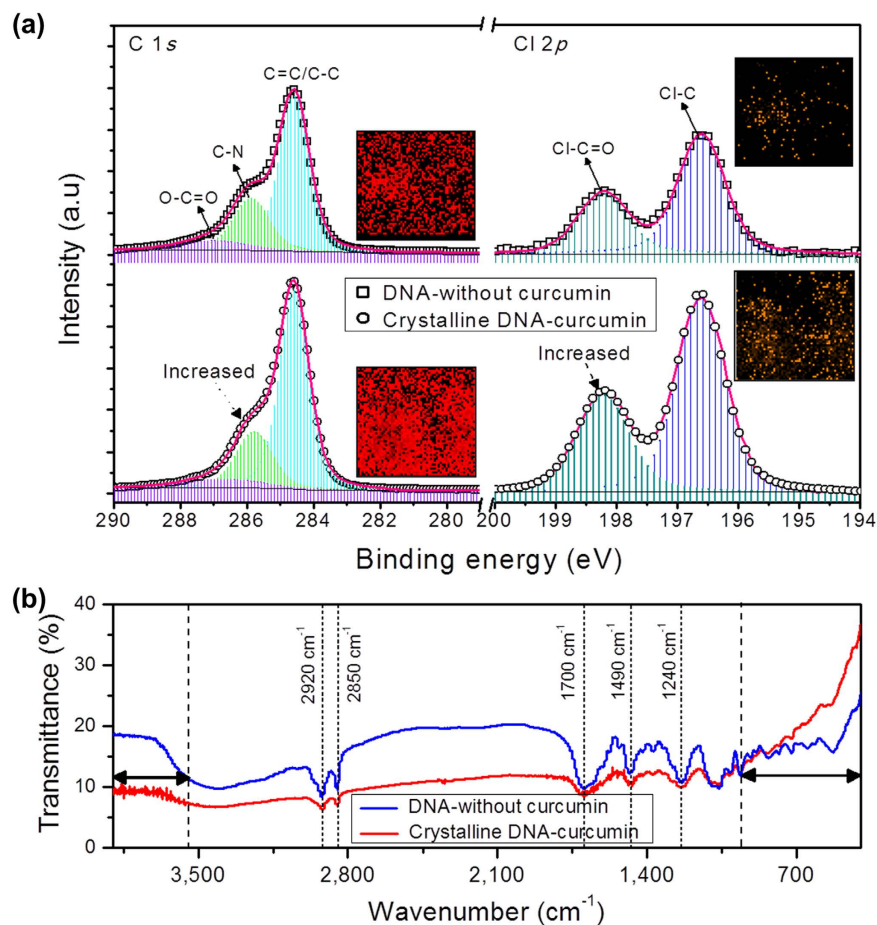 (a)
C 1s
Cl 2p
C=C/C-C
C-N
O-C=O
Cl-C=O
Cl-C
Intensity (a.u)
DNA-without curcumin
Crystalline DNA-curcumin
Increased
Increased
290 288 286 284 282 280 200 199 198 197 196 195 194
Binding energy (eV)
(b)
Transmittance (%)
40
30
20
10
0
2920 cm-1
2850 cm-1
1700 cm-1
1490 cm-1
1240 cm-1
DNA-without curcumin
Crystalline DNA-curcumin
3,500 2,800 2,100 1,400 700
Wavenumber (cm-1)